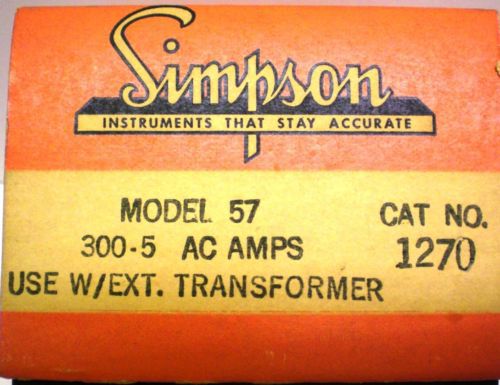 Simpson
INSTRUMENTS THAT STAY ACCURATE
MODEL 57 CAT NO.
300-5 AC AMPS 1270
USE W/EXT. TRANSFORMER